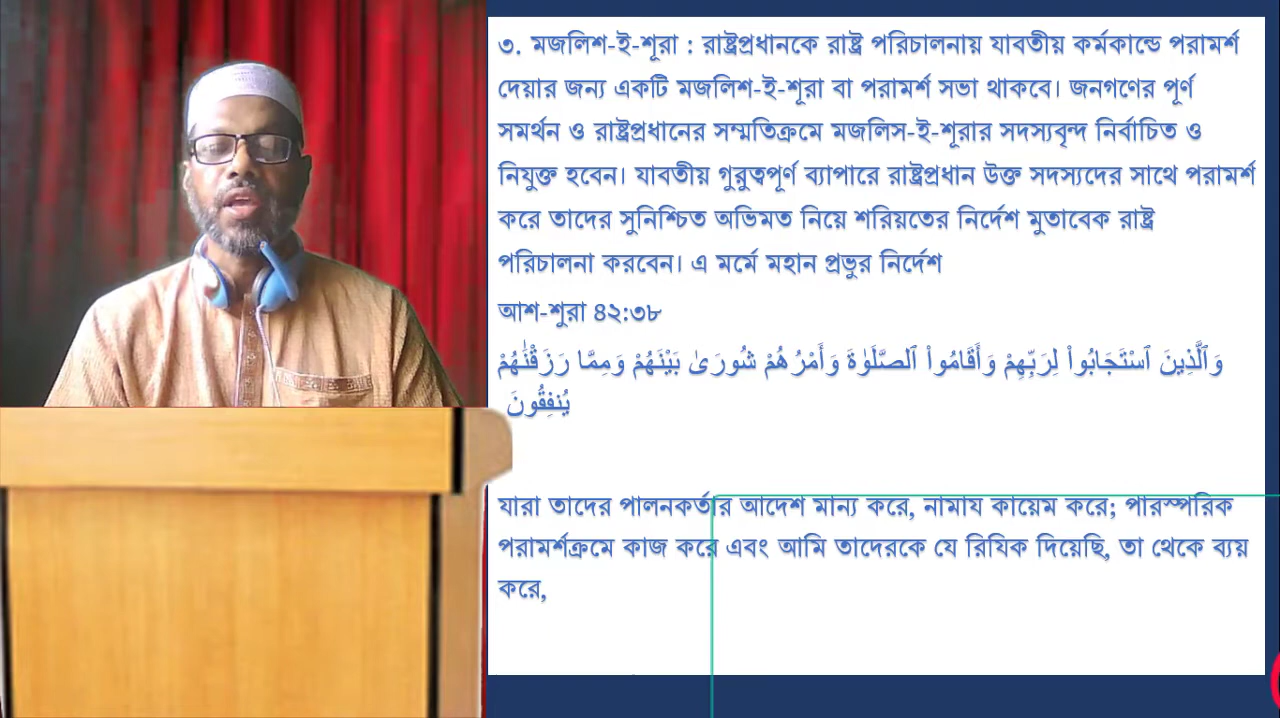 ৩. মজলিশ-ই-শূরা : রাষ্ট্রপ্রধানকে রাষ্ট্র পরিচালনায় যাবতীয় কর্মকান্ডে পরামর্শ
দেয়ার জন্য একটি মজলিশ-ই-শূরা বা পরামর্শ সভা থাকবে। জনগণের পূর্ণ
সমর্থন ও রাষ্ট্রপ্রধানের সম্মতিক্রমে মজলিস-ই-শূরার সদস্যবৃন্দ নির্বাচিত ও
নিযুক্ত হবেন। যাবতীয় গুরুত্বপূর্ণ ব্যাপারে রাষ্ট্রপ্রধান উক্ত সদস্যদের সাথে পরামর্শ
করে তাদের সুনিশ্চিত অভিমত নিয়ে শরিয়তের নির্দেশ মুতাবেক রাষ্ট্র
পরিচালনা করবেন। এ মর্মে মহান প্রভুর নির্দেশ
আশ-শুরা ৪২:৩৮
وَٱلَّذِينَ ٱسْتَجَابُوا۟ لِرَبِّهِمْ وَأَقَامُوا۟ ٱلصَّلَوٰةَ وَأَمْرُهُمْ شُورَىٰ بَيْنَهُمْ وَمِمَّا رَزَقْنَٰهُمْ
يُنفِقُونَ
যারা তাদের পালনকর্তার আদেশ মান্য করে, নামায কায়েম করে; পারস্পরিক
পরামর্শক্রমে কাজ করে এবং আমি তাদেরকে যে রিযিক দিয়েছি, তা থেকে ব্যয়
করে,